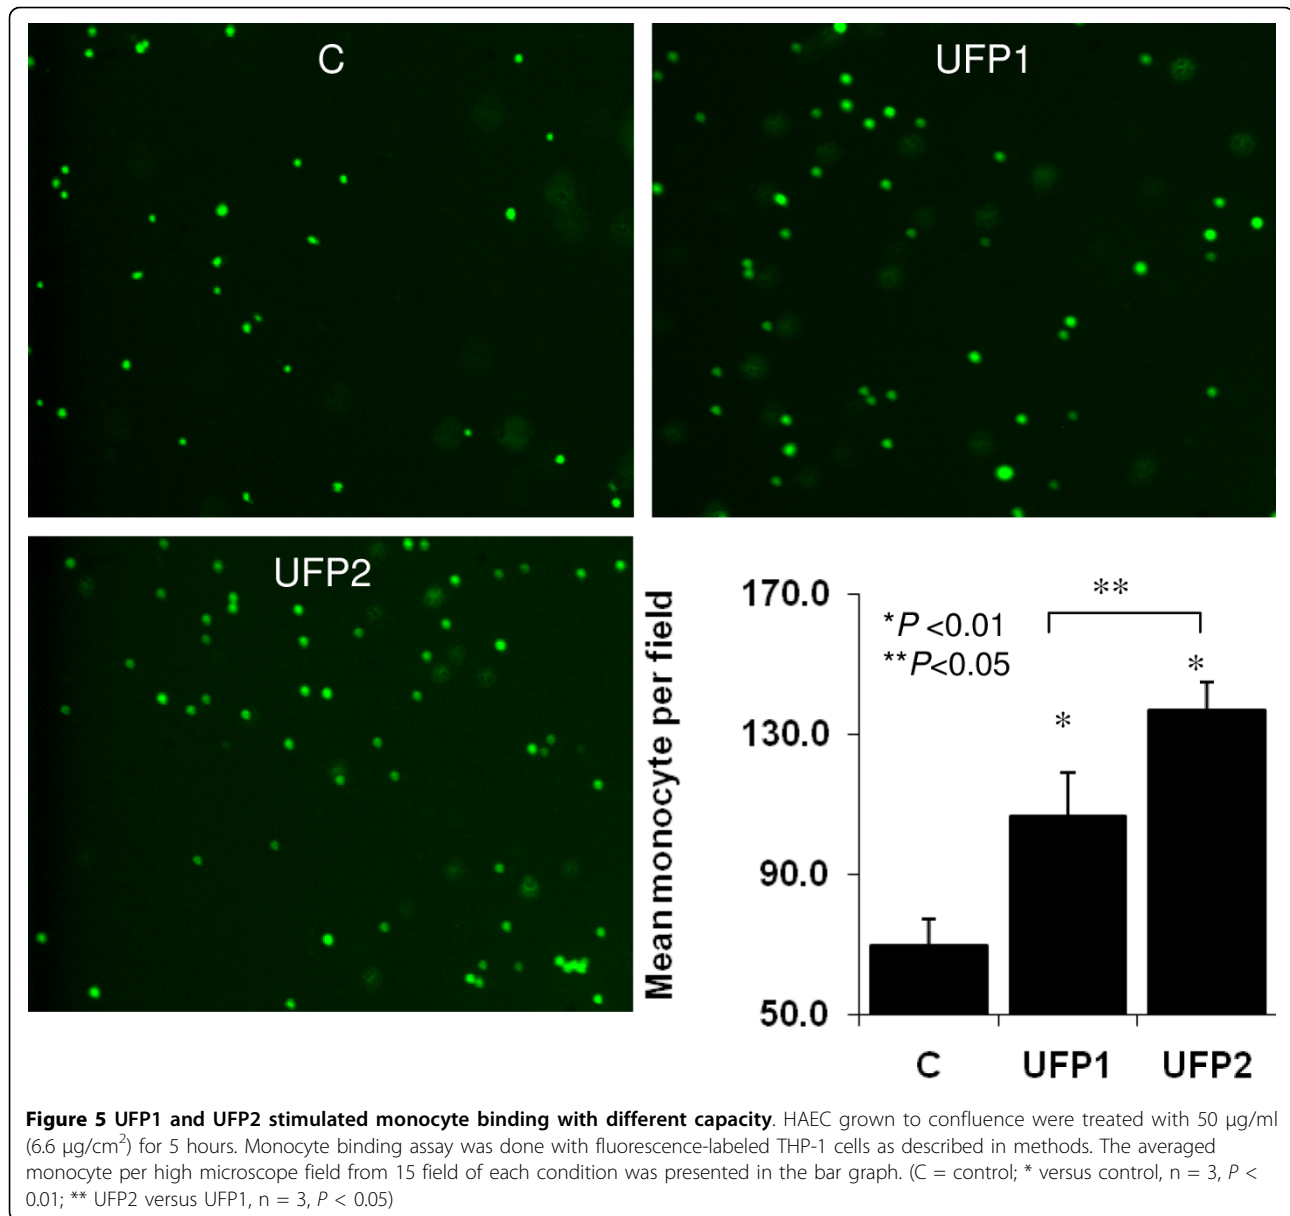 C
UFP1
UFP2
Mean monocyte per field
170.0
130.0
90.0
50.0
*P <0.01
**P<0.05
**
*
*
C UFP1 UFP2
Figure 5 UFP1 and UFP2 stimulated monocyte binding with different capacity. HAEC grown to confluence were treated with 50 μg/ml
(6.6 μg/cm²) for 5 hours. Monocyte binding assay was done with fluorescence-labeled THP-1 cells as described in methods. The averaged
monocyte per high microscope field from 15 field of each condition was presented in the bar graph. (C = control; * versus control, n = 3, P <
0.01; ** UFP2 versus UFP1, n = 3, P < 0.05)